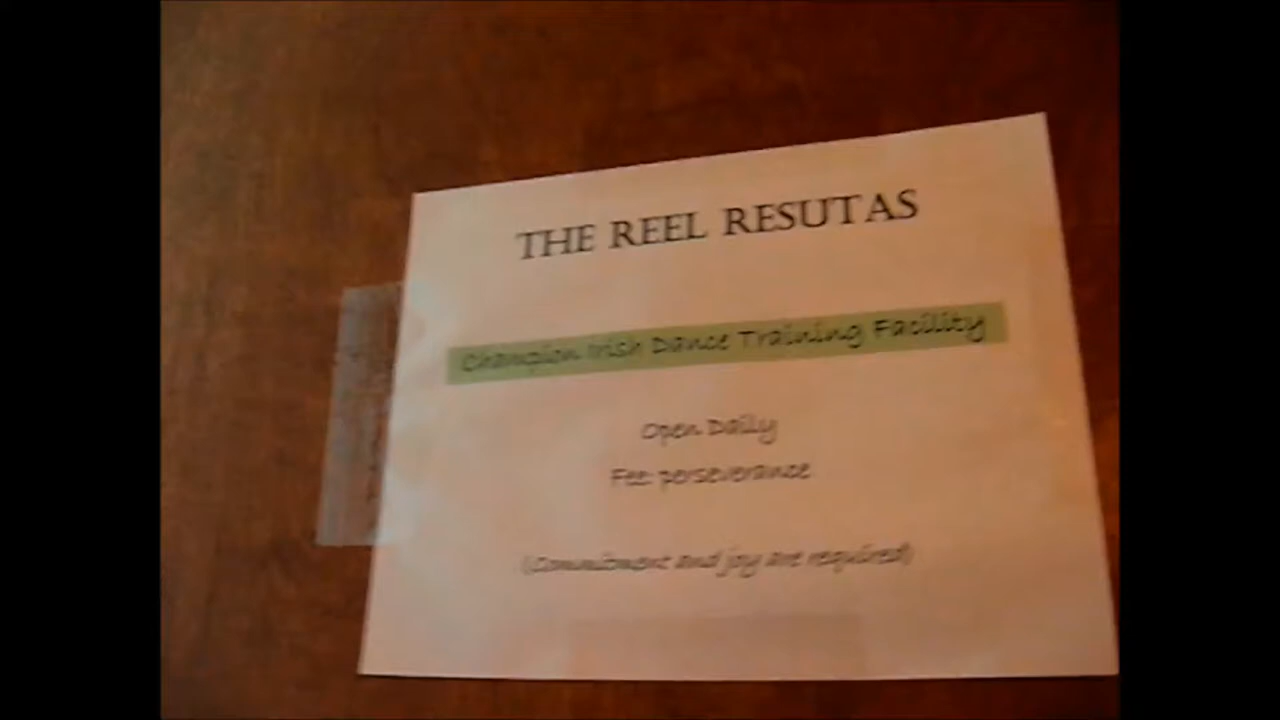 THE REEL RESUTAS
Champion Irish Dance Training Facility
Open Daily
Fee: perseverance
(Commitment and joy are required)